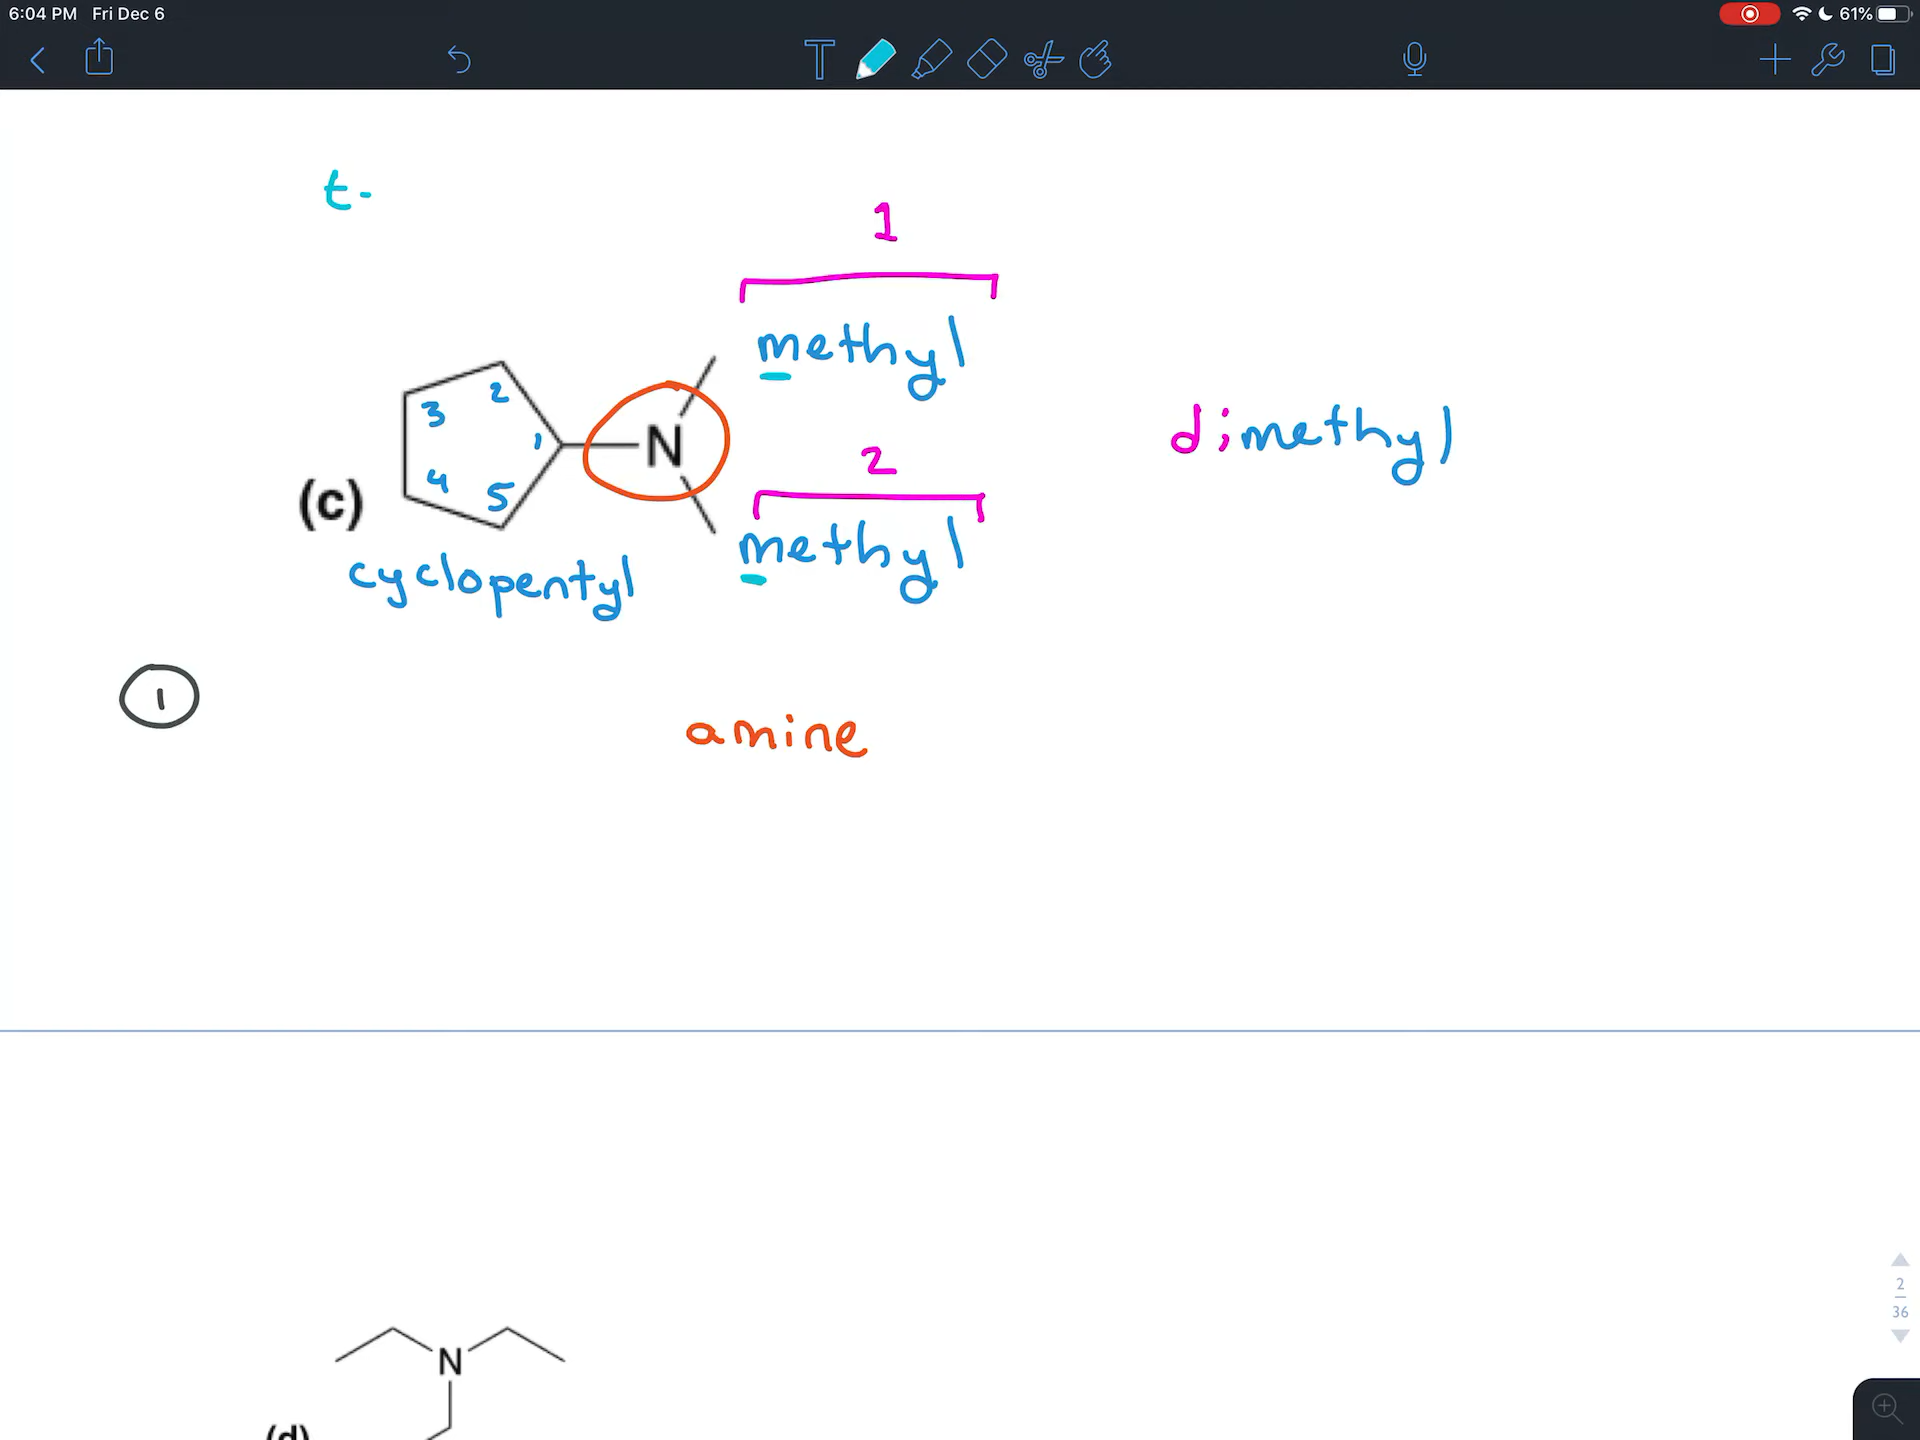 6:04 PM Fri Dec 6
61%
t-
1
methyl
2
3
1
N
dimethyl
2
4
5
(c)
methyl
cyclopentyl
1
amine
2
36
N
(d)